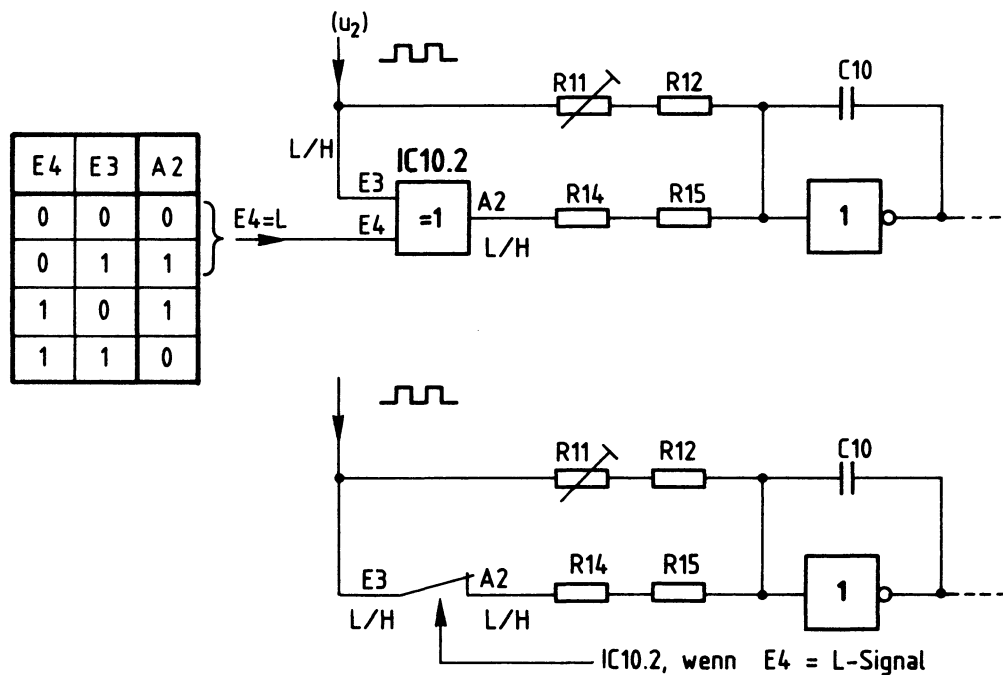 (u₂)
R11
R12
C10
L/H
IC10.2
E4 E3 A2
0 0 0
0 1 1
1 0 1
1 1 0
E4=L
E3
E4
=1
A2
L/H
R14
R15
1
R11
R12
C10
E3
L/H
A2
L/H
R14
R15
1
IC10.2, wenn E4 = L-Signal